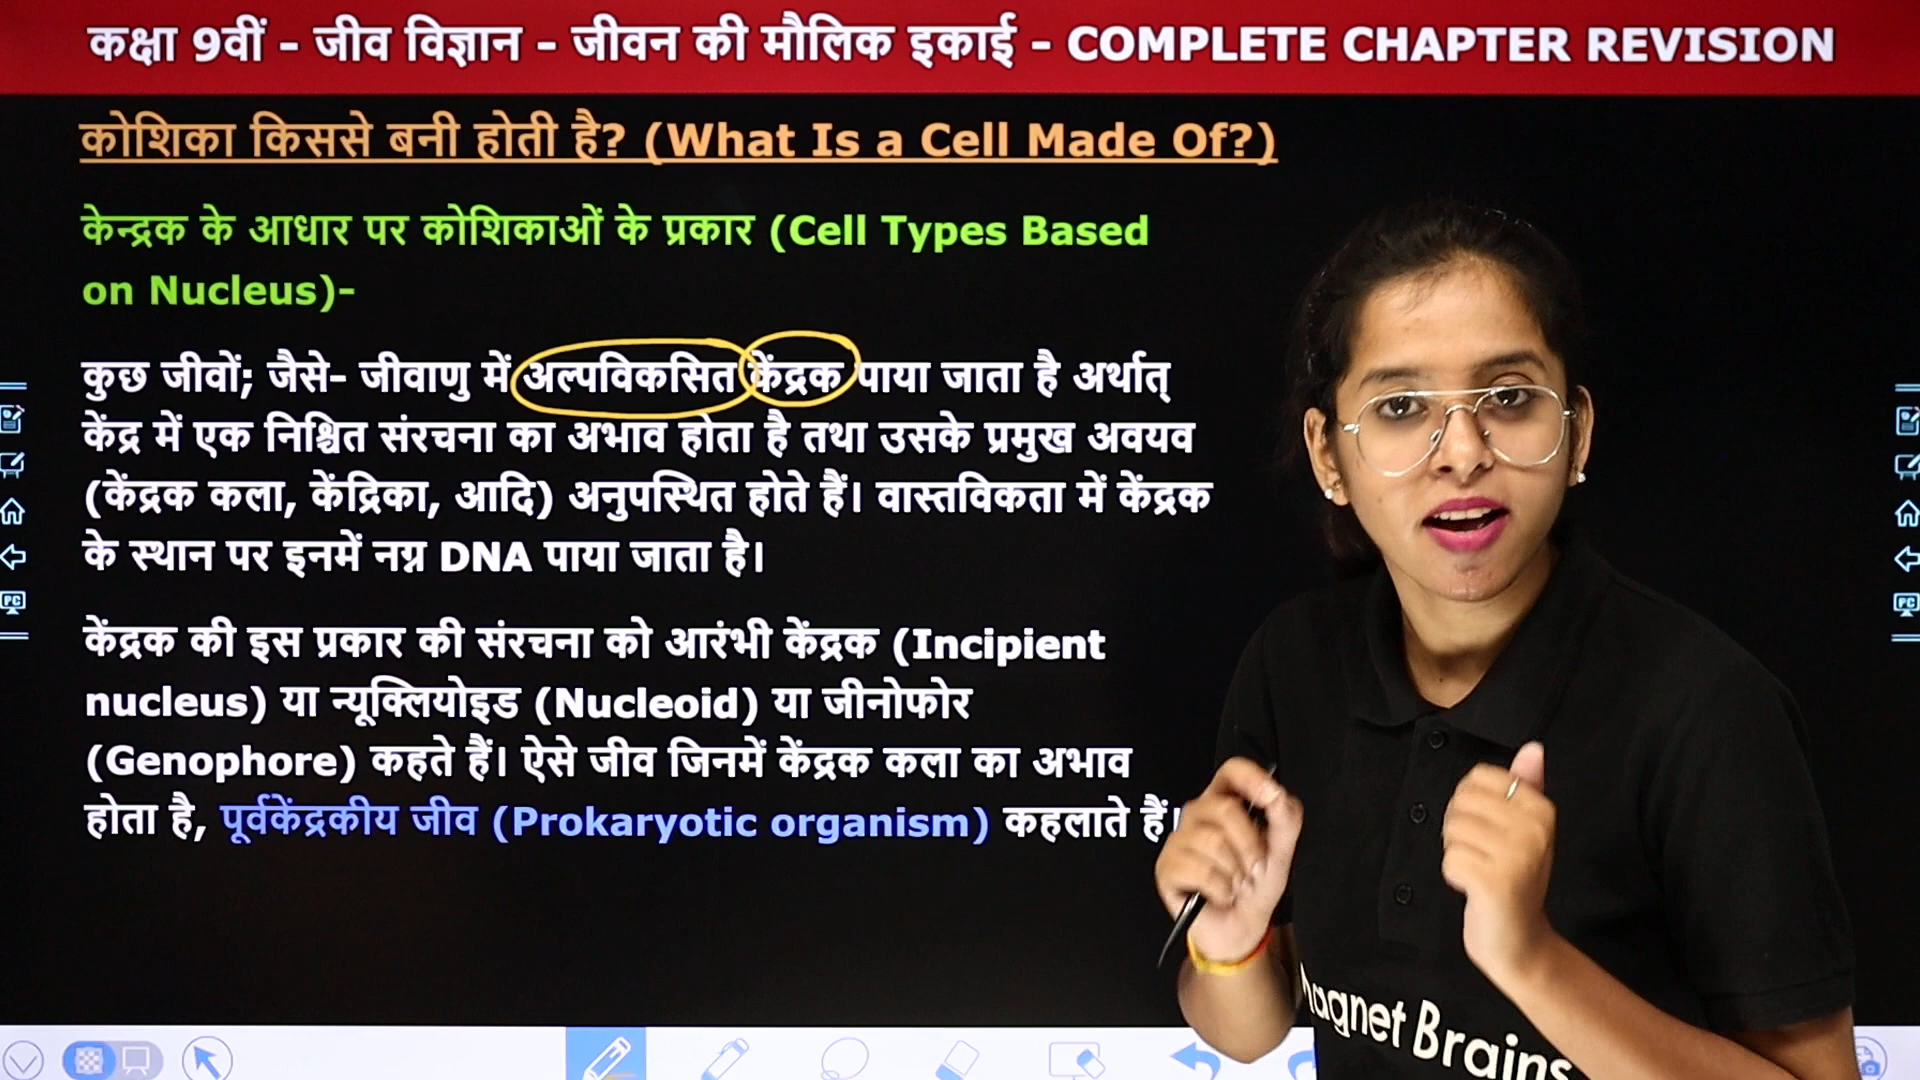 कक्षा 9वीं - जीव विज्ञान - जीवन की मौलिक इकाई - COMPLETE CHAPTER REVISION
कोशिका किससे बनी होती है? (What Is a Cell Made Of?)
केन्द्रक के आधार पर कोशिकाओं के प्रकार (Cell Types Based
on Nucleus)-
कुछ जीवों; जैसे- जीवाणु में अल्पविकसित केंद्रक पाया जाता है अर्थात्
केंद्र में एक निश्चित संरचना का अभाव होता है तथा उसके प्रमुख अवयव
(केंद्रक कला, केंद्रिका, आदि) अनुपस्थित होते हैं। वास्तविकता में केंद्रक
के स्थान पर इनमें नग्न DNA पाया जाता है।
केंद्रक की इस प्रकार की संरचना को आरंभी केंद्रक (Incipient
nucleus) या न्यूक्लियोइड (Nucleoid) या जीनोफोर
(Genophore) कहते हैं। ऐसे जीव जिनमें केंद्रक कला का अभाव
होता है, पूर्वकेंद्रकीय जीव (Prokaryotic organism) कहलाते हैं।
PC
PC
agnet Brains